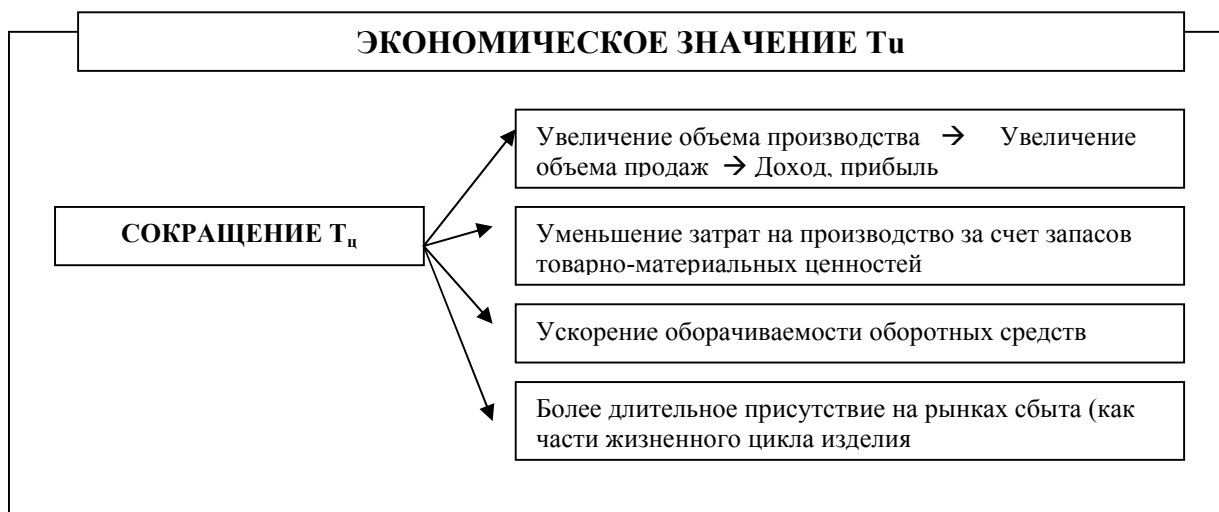 ЭКОНОМИЧЕСКОЕ ЗНАЧЕНИЕ Тu
Увеличение объема производства → Увеличение
объема продаж → Доход, прибыль
СОКРАЩЕНИЕ Тц
Уменьшение затрат на производство за счет запасов
товарно-материальных ценностей
Ускорение оборачиваемости оборотных средств
Более длительное присутствие на рынках сбыта (как
части жизненного цикла изделия